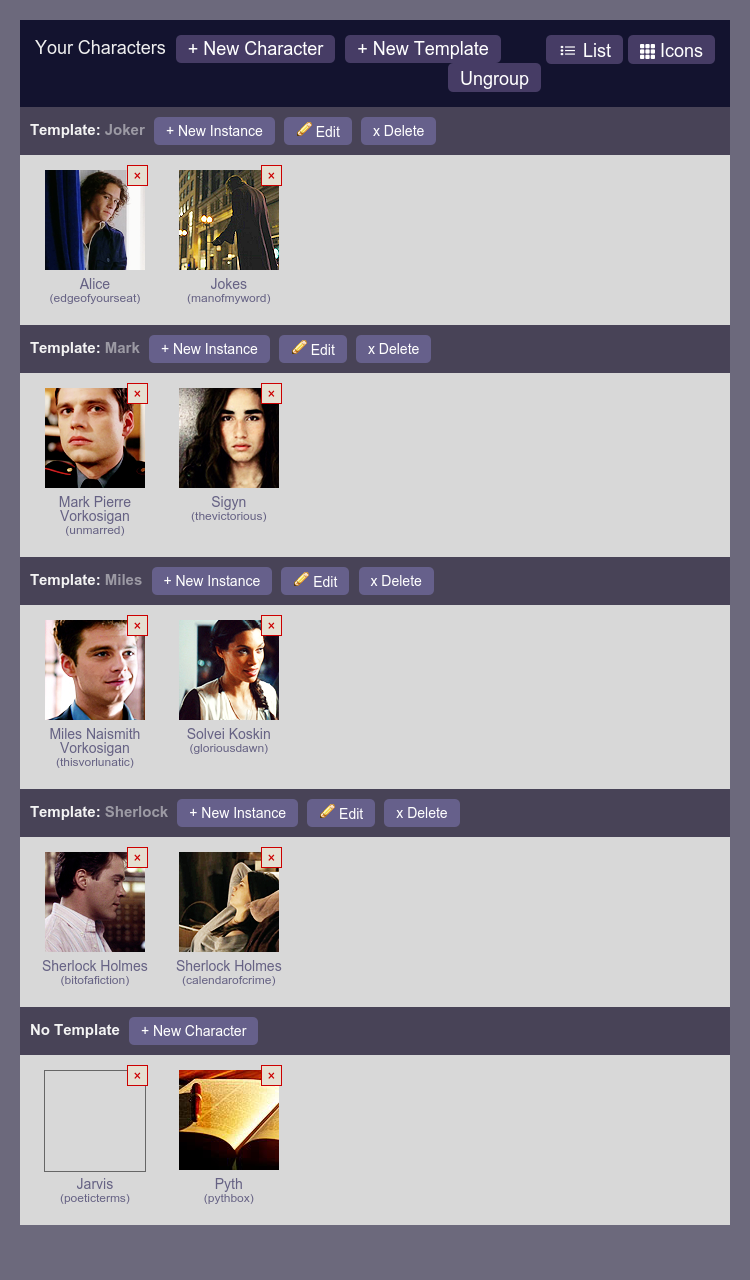 Your Characters + New Character + New Template List Icons
Ungroup
Template: Joker + New Instance Edit x Delete
× ×
Alice Jokes
(edgeofyourseat) (manofmyword)
Template: Mark + New Instance Edit x Delete
× ×
Mark Pierre Sigyn
Vorkosigan (thevictorious)
(unmarred)
Template: Miles + New Instance Edit x Delete
× ×
Miles Naismith Solvei Koskin
Vorkosigan (gloriousdawn)
(thisvorlunatic)
Template: Sherlock + New Instance Edit x Delete
× ×
Sherlock Holmes Sherlock Holmes
(bitofafiction) (calendarofcrime)
No Template + New Character
× ×
Jarvis Pyth
(poeticterms) (pythbox)